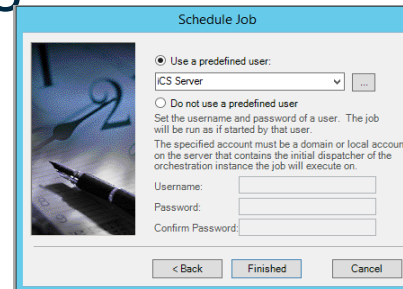 Schedule Job
Use a predefined user:
iCS Server
...
Do not use a predefined user
Set the username and password of a user. The job
will be run as if started by that user.
The specified account must be a domain or local accoun
on the server that contains the initial dispatcher of the
orchestration instance the job will execute on.
Username:
Password:
Confirm Password:
< Back
Finished
Cancel